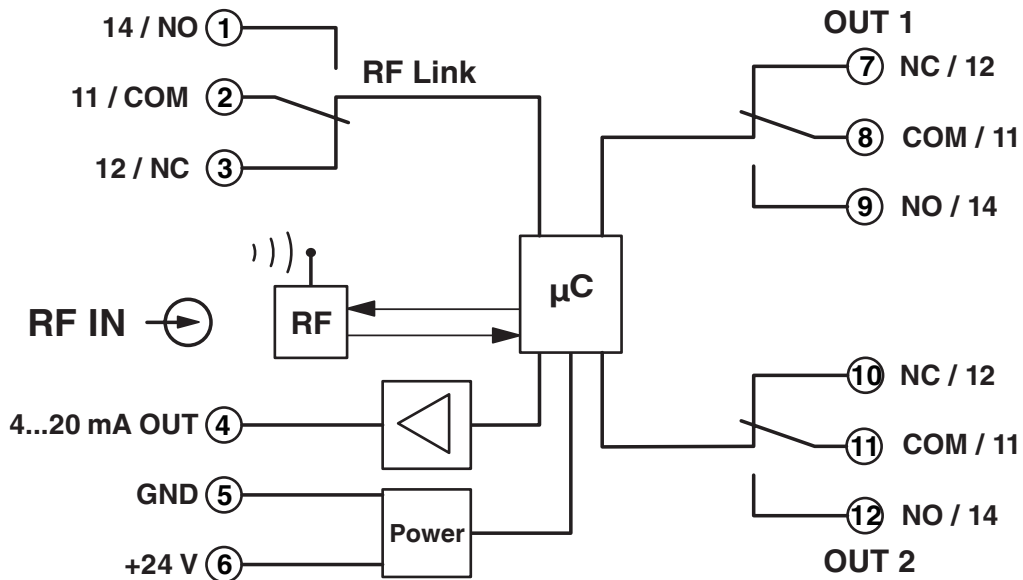 14 / NO 1
RF Link
11 / COM 2
12 / NC 3
OUT 1
7 NC / 12
8 COM / 11
9 NO / 14
µC
RF IN
RF
4...20 mA OUT 4
GND 5
Power
+24 V 6
10 NC / 12
11 COM / 11
12 NO / 14
OUT 2